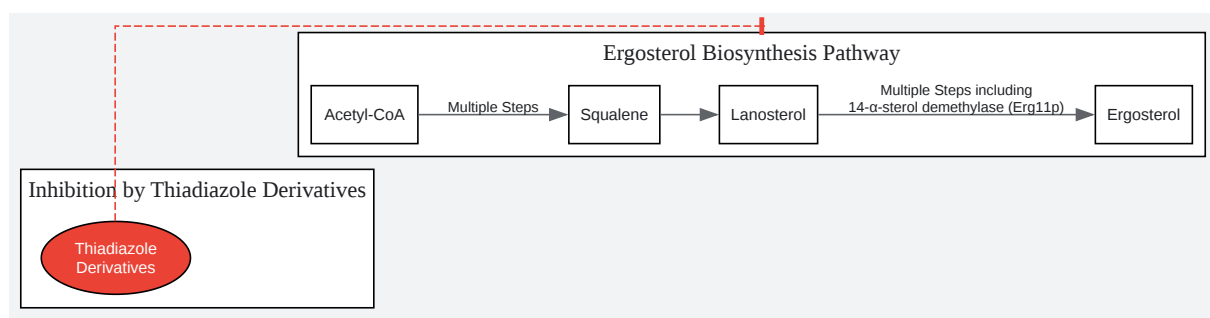 Ergosterol Biosynthesis Pathway
Acetyl-CoA
Multiple Steps
Squalene
Lanosterol
Multiple Steps including
14-α-sterol demethylase (Erg11p)
Ergosterol
Inhibition by Thiadiazole Derivatives
Thiadiazole
Derivatives